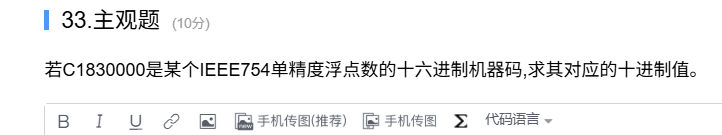 33.主观题 (10分)
若C1830000是某个IEEE754单精度浮点数的十六进制机器码,求其对应的十进制值。
B I U new 手机传图(推荐) 手机传图 Σ 代码语言